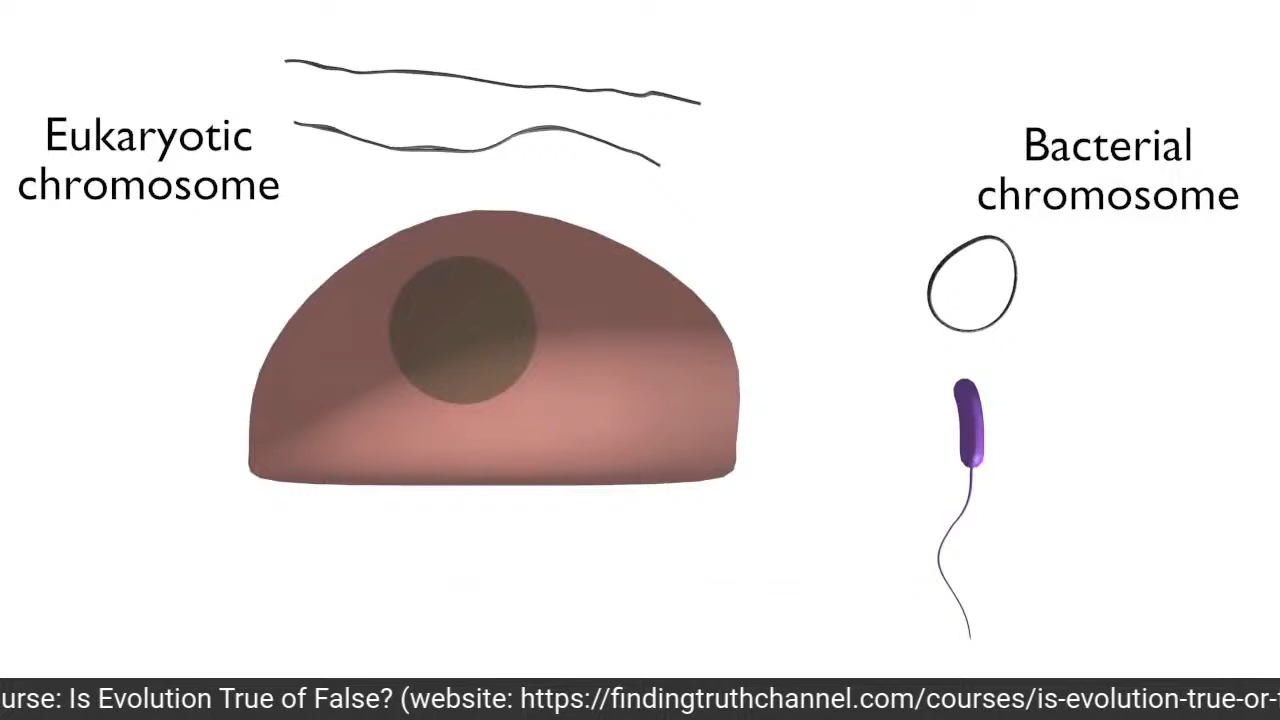 Eukaryotic
chromosome
Bacterial
chromosome
urse: Is Evolution True of False? (website: https://findingtruthchannel.com/courses/is-evolution-true-or-